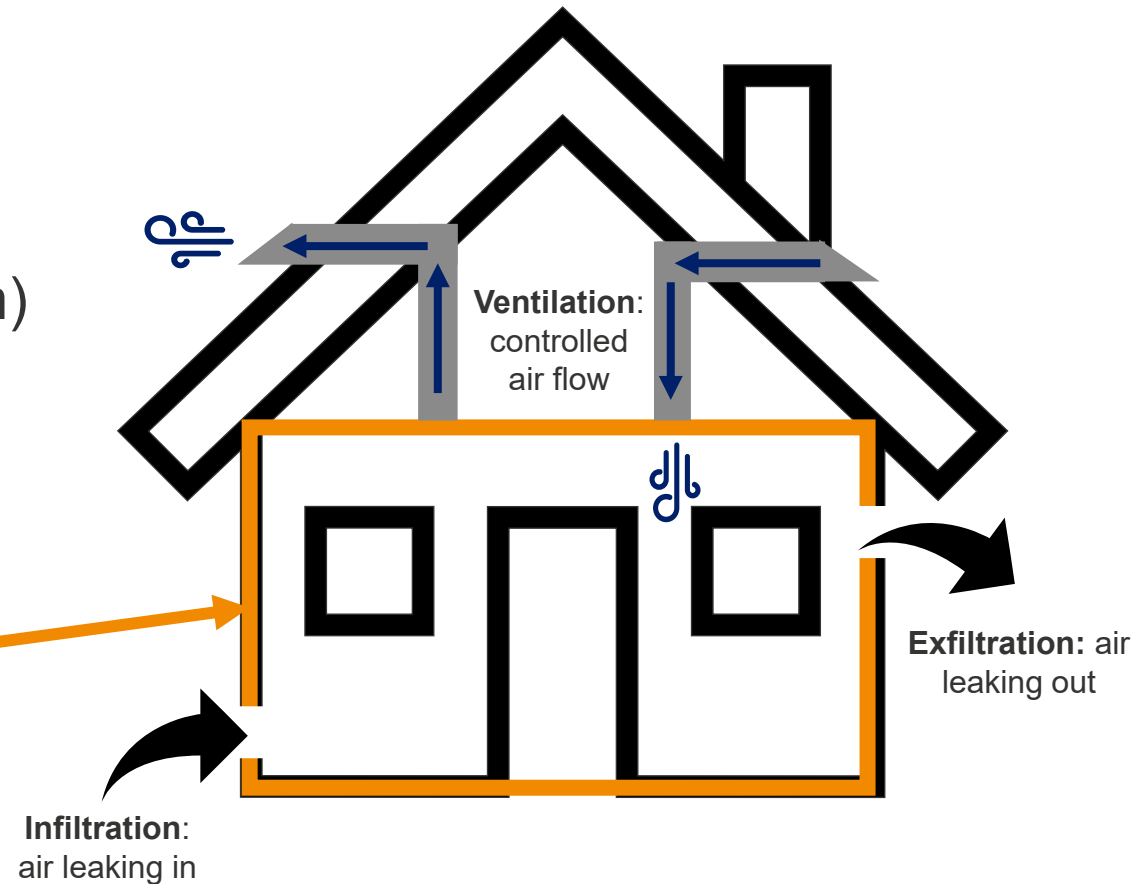 )
Ventilation:
controlled
air flow
Exfiltration: air
leaking out
Infiltration:
air leaking in